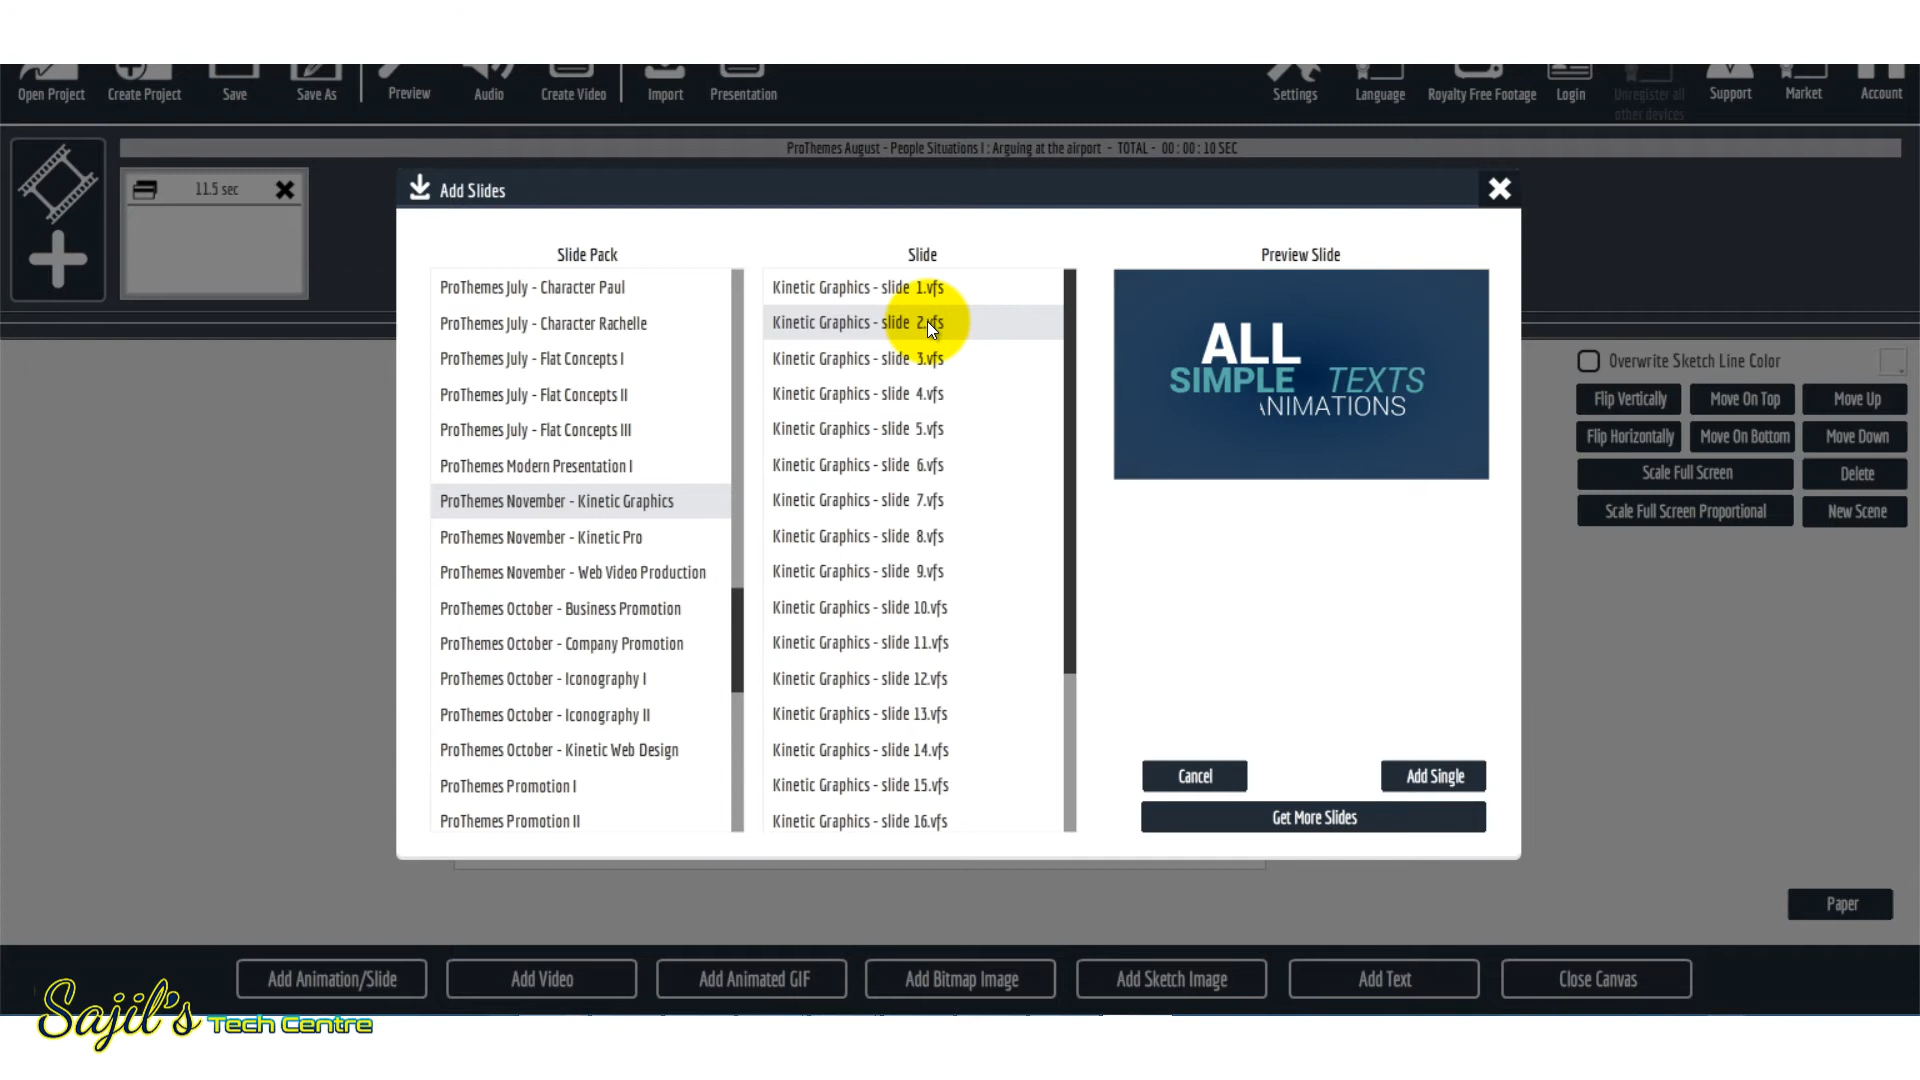 Open Project Create Project Save Save As Preview Audio Create Video Import Presentation Settings Language Royalty Free Footage Login Unregister all other devices Support Market Account
ProThemes August - People Situations I : Arguing at the airport - TOTAL - 00 : 00 : 10 SEC
11.5 sec
Add Slides
Slide Pack
ProThemes July - Character Paul
ProThemes July - Character Rachelle
ProThemes July - Flat Concepts I
ProThemes July - Flat Concepts II
ProThemes July - Flat Concepts III
ProThemes Modern Presentation I
ProThemes November - Kinetic Graphics
ProThemes November - Kinetic Pro
ProThemes November - Web Video Production
ProThemes October - Business Promotion
ProThemes October - Company Promotion
ProThemes October - Iconography I
ProThemes October - Iconography II
ProThemes October - Kinetic Web Design
ProThemes Promotion I
ProThemes Promotion II
Slide
Kinetic Graphics - slide 1.vfs
Kinetic Graphics - slide 2.vfs
Kinetic Graphics - slide 3.vfs
Kinetic Graphics - slide 4.vfs
Kinetic Graphics - slide 5.vfs
Kinetic Graphics - slide 6.vfs
Kinetic Graphics - slide 7.vfs
Kinetic Graphics - slide 8.vfs
Kinetic Graphics - slide 9.vfs
Kinetic Graphics - slide 10.vfs
Kinetic Graphics - slide 11.vfs
Kinetic Graphics - slide 12.vfs
Kinetic Graphics - slide 13.vfs
Kinetic Graphics - slide 14.vfs
Kinetic Graphics - slide 15.vfs
Kinetic Graphics - slide 16.vfs
Preview Slide
ALL
SIMPLE TEXTS
ANIMATIONS
Cancel Add Single
Get More Slides
Overwrite Sketch Line Color
Flip Vertically Move On Top Move Up
Flip Horizontally Move On Bottom Move Down
Scale Full Screen Delete
Scale Full Screen Proportional New Scene
Paper
Add Animation/Slide Add Video Add Animated GIF Add Bitmap Image Add Sketch Image Add Text Close Canvas
Sajil's Tech Centre